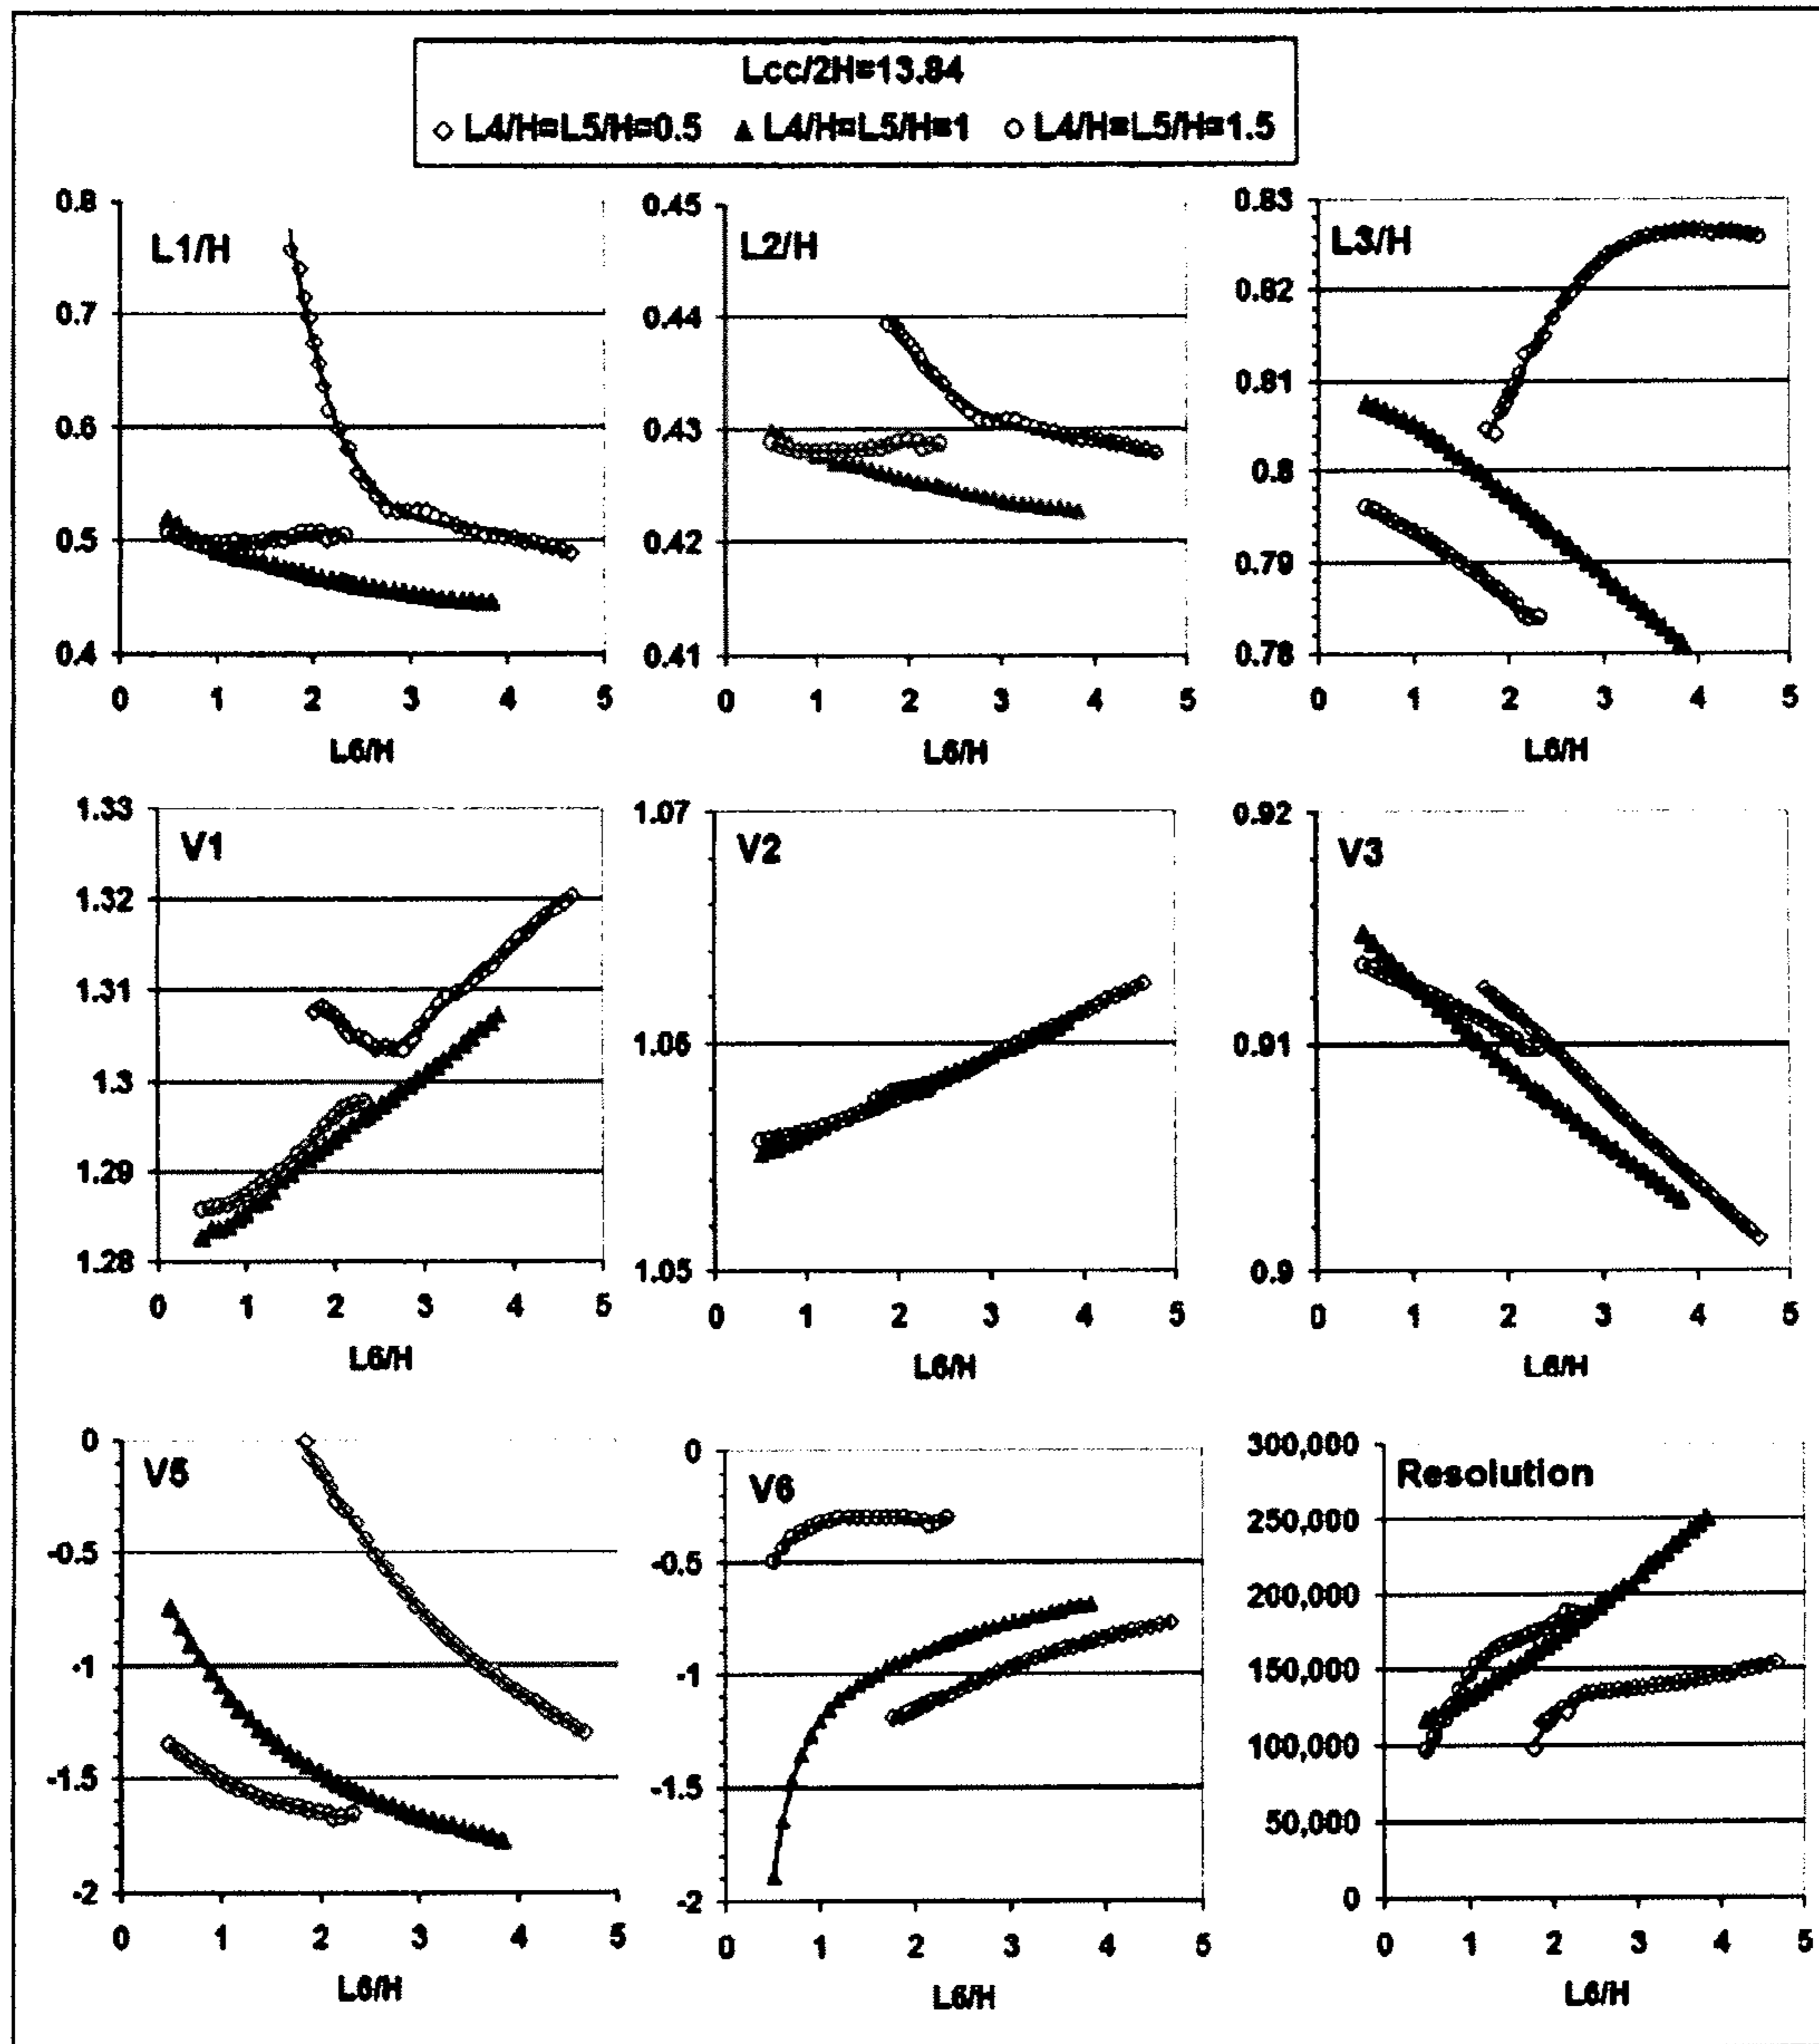 Lcc/2H=13.84
◇ L4/H=L5/H=0.5 ▲ L4/H=L5/H=1 ○ L4/H=L5/H=1.5
L1/H
0.8
0.7
0.6
0.5
0.4
0 1 2 3 4 5
L6/H
L2/H
0.45
0.44
0.43
0.42
0.41
0 1 2 3 4 5
L6/H
L3/H
0.83
0.82
0.81
0.8
0.79
0.78
0 1 2 3 4 5
L6/H
V1
1.33
1.32
1.31
1.3
1.29
1.28
0 1 2 3 4 5
L6/H
V2
1.07
1.06
1.05
0 1 2 3 4 5
L6/H
V3
0.92
0.91
0.9
0 1 2 3 4 5
L6/H
V5
0
-0.5
-1
-1.5
-2
0 1 2 3 4 5
L6/H
V6
0
-0.5
-1
-1.5
-2
0 1 2 3 4 5
L6/H
Resolution
300,000
250,000
200,000
150,000
100,000
50,000
0
0 1 2 3 4 5
L6/H